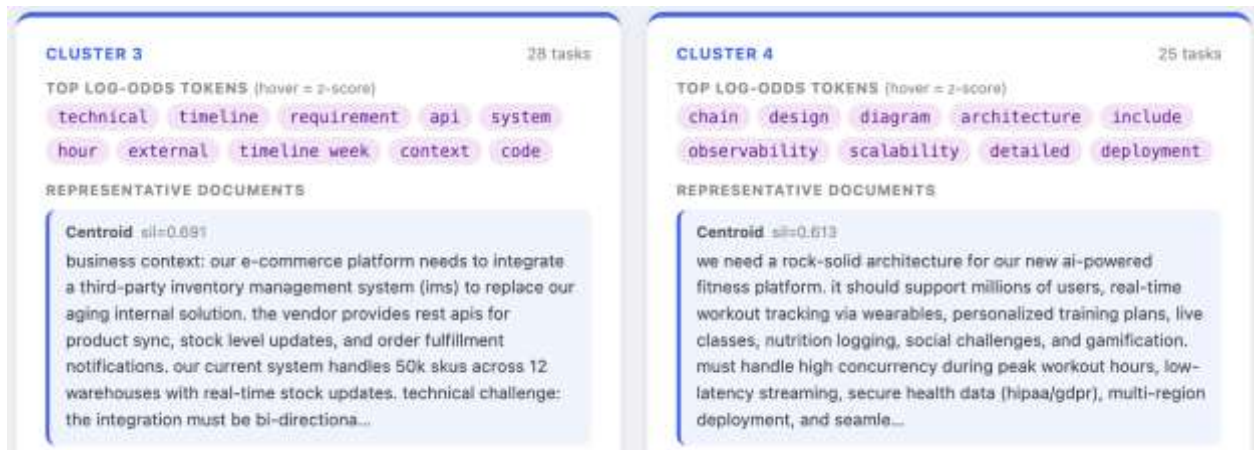 CLUSTER 3
28 tasks
TOP LOG-ODDS TOKENS (hover = z-score)
technical timeline requirement api system
hour external timeline week context code
REPRESENTATIVE DOCUMENTS
Centroid sil=0.691
business context: our e-commerce platform needs to integrate
a third-party inventory management system (ims) to replace our
aging internal solution. the vendor provides rest apis for
product sync, stock level updates, and order fulfillment
notifications. our current system handles 50k skus across 12
warehouses with real-time stock updates. technical challenge:
the integration must be bi-directiona...
CLUSTER 4
25 tasks
TOP LOG-ODDS TOKENS (hover = z-score)
chain design diagram architecture include
observability scalability detailed deployment
REPRESENTATIVE DOCUMENTS
Centroid sil=0.613
we need a rock-solid architecture for our new ai-powered
fitness platform. it should support millions of users, real-time
workout tracking via wearables, personalized training plans, live
classes, nutrition logging, social challenges, and gamification.
must handle high concurrency during peak workout hours, low-
latency streaming, secure health data (hipaa/gdpr), multi-region
deployment, and seamle...